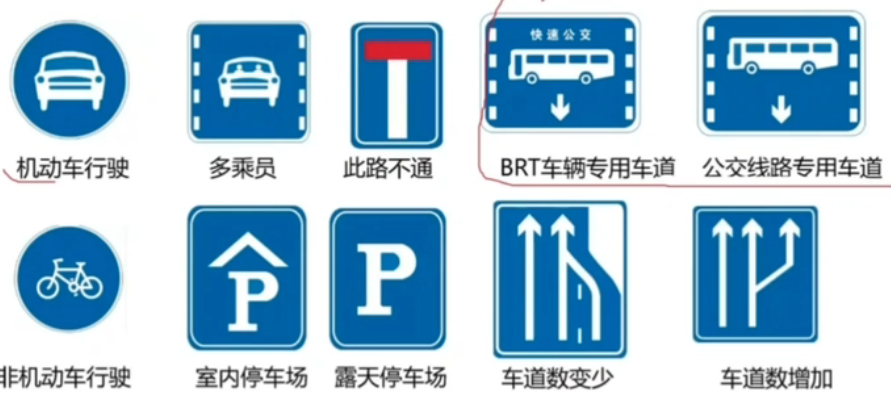 快速公交
机动车行驶
多乘员
此路不通
BRT车辆专用车道
公交线路专用车道
P
P
非机动车行驶
室内停车场
露天停车场
车道数变少
车道数增加